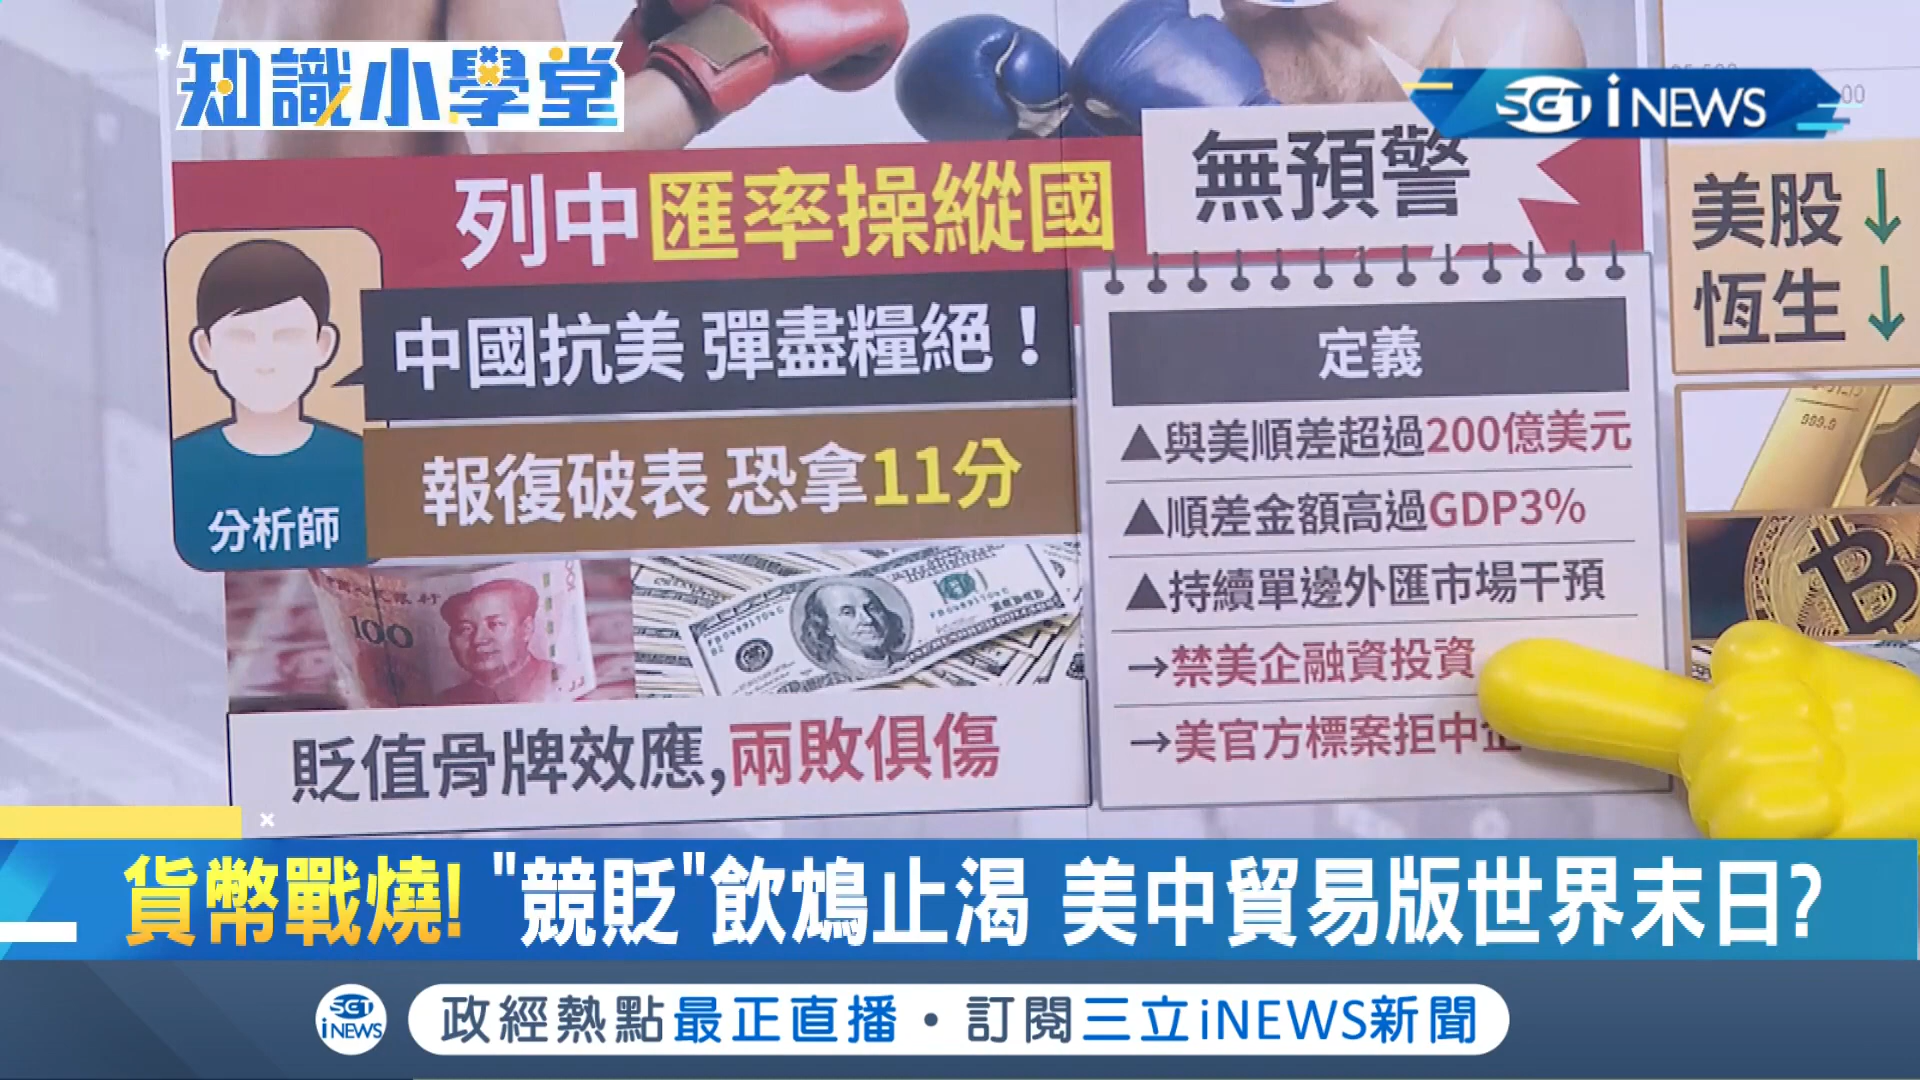 知識小學堂
SET iNEWS
無預警
列中匯率操縱國
美股↓
恆生↓
中國抗美 彈盡糧絕！
報復破表 恐拿11分
分析師
定義
▲與美順差超過200億美元
▲順差金額高過GDP3%
▲持續單邊外匯市場干預
→禁美企融資投資
→美官方標案拒中企
999.9
100
貶值骨牌效應,兩敗俱傷
貨幣戰燒! "競貶"飲鴆止渴 美中貿易版世界末日?
SET iNEWS
政經熱點最正直播・訂閱三立iNEWS新聞